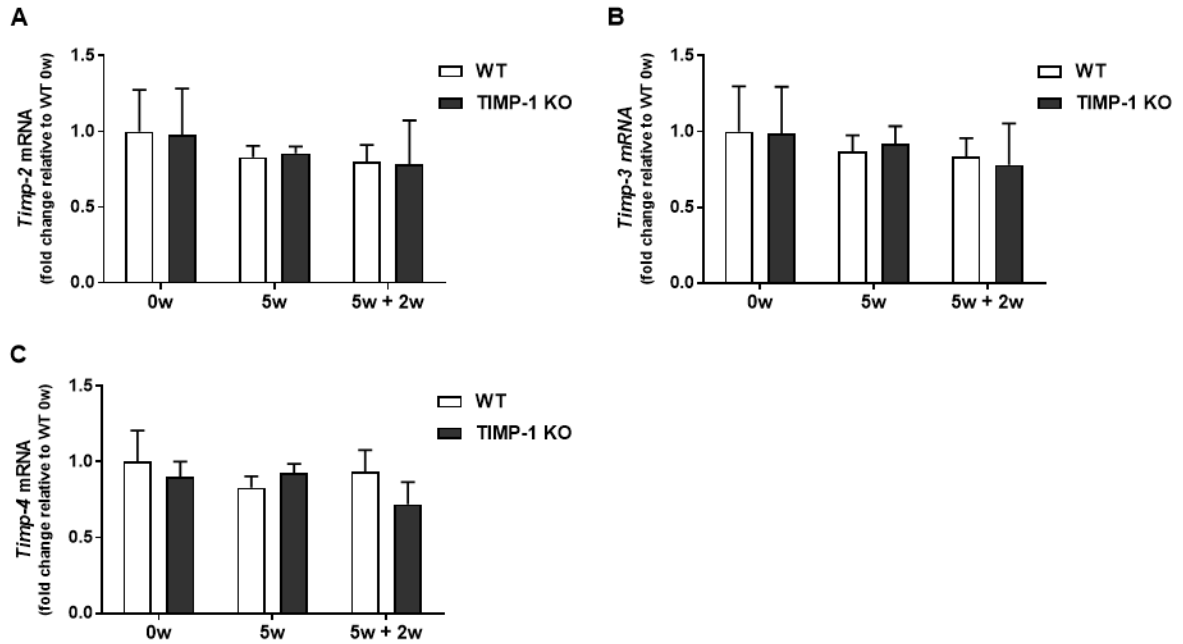 A
Timp-2 mRNA
(fold change relative to WT 0w)
1.5
1.0
0.5
0.0
0w
5w
5w + 2w
WT
TIMP-1 KO
B
Timp-3 mRNA
(fold change relative to WT 0w)
1.5
1.0
0.5
0.0
0w
5w
5w + 2w
WT
TIMP-1 KO
C
Timp-4 mRNA
(fold change relative to WT 0w)
1.5
1.0
0.5
0.0
0w
5w
5w + 2w
WT
TIMP-1 KO